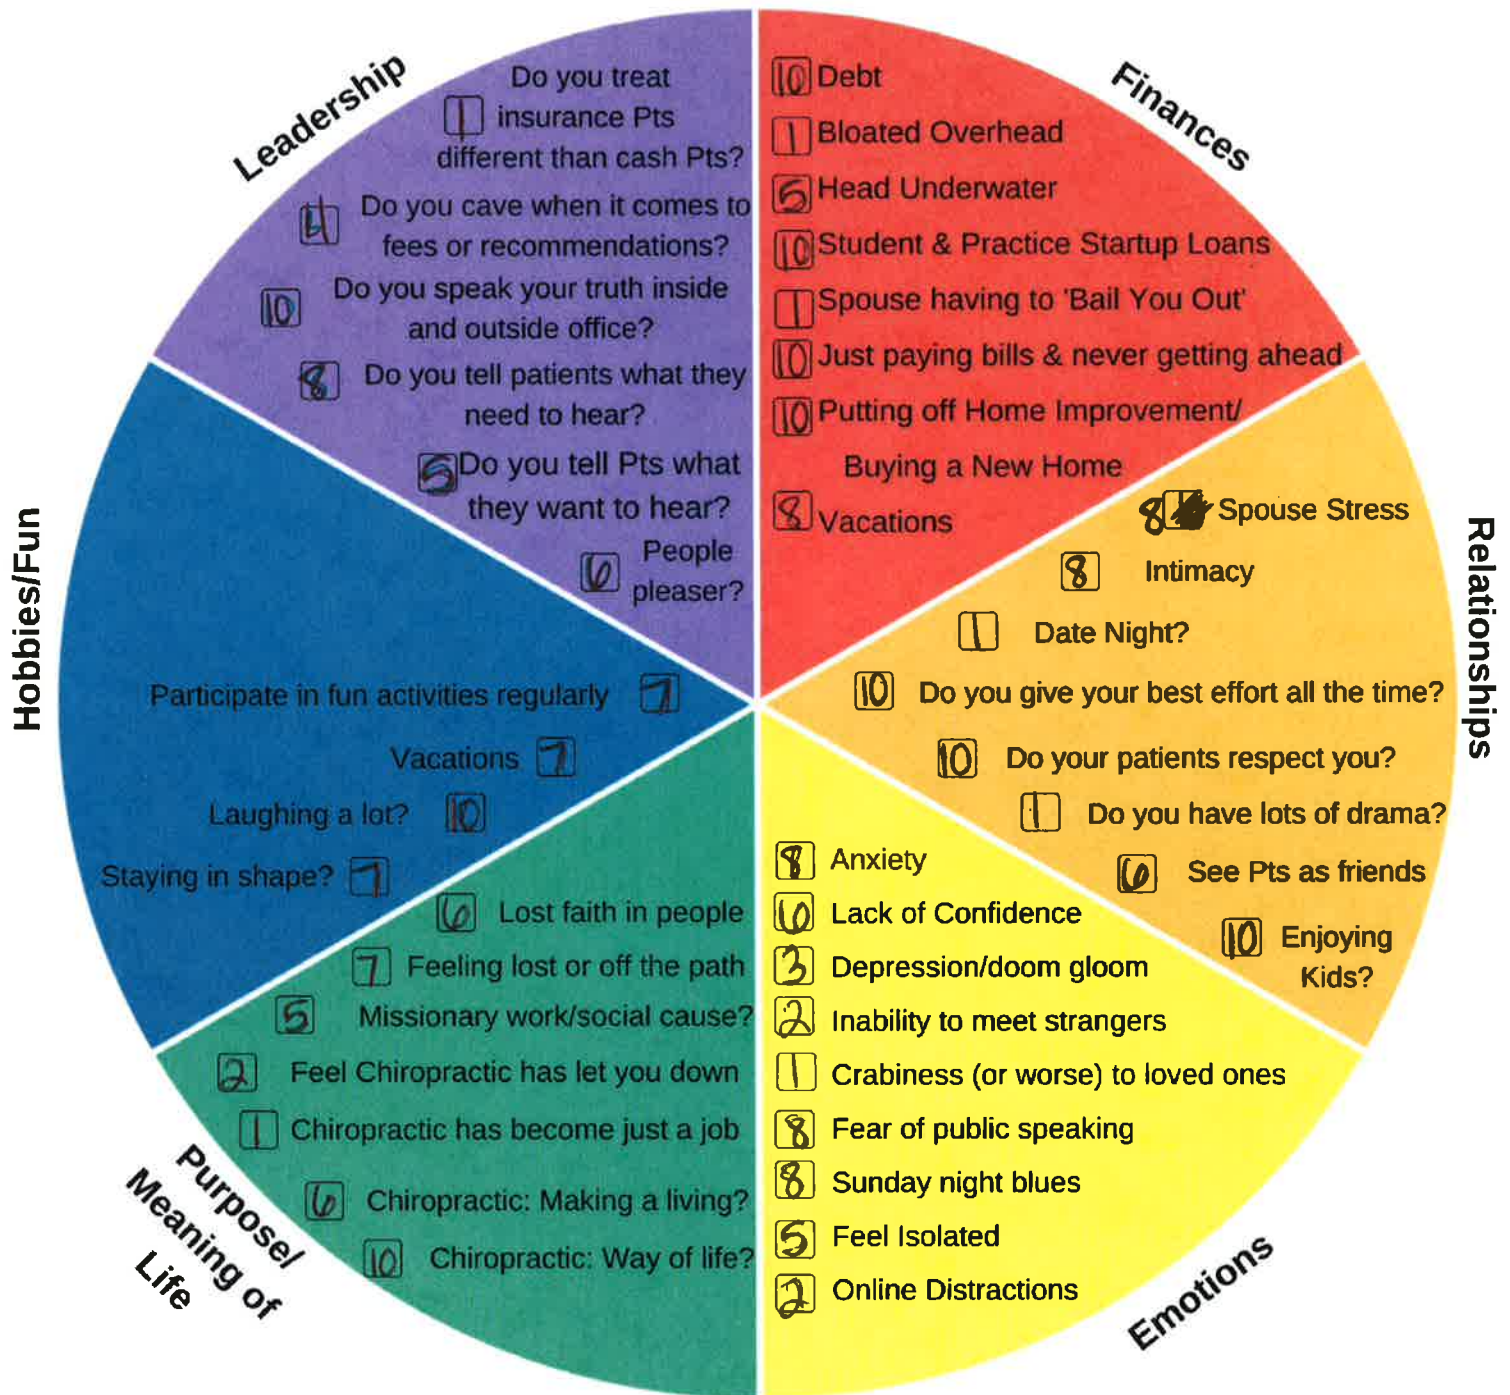 Leadership
Do you treat
1 insurance Pts
different than cash Pts?
4 Do you cave when it comes to
fees or recommendations?
10 Do you speak your truth inside
and outside office?
8 Do you tell patients what they
need to hear?
5 Do you tell Pts what
they want to hear?
6 People
pleaser?
Finances
10 Debt
1 Bloated Overhead
5 Head Underwater
10 Student & Practice Startup Loans
1 Spouse having to 'Bail You Out'
10 Just paying bills & never getting ahead
10 Putting off Home Improvement/
Buying a New Home
8 Vacations
Relationships
8 Spouse Stress
8 Intimacy
1 Date Night?
10 Do you give your best effort all the time?
10 Do your patients respect you?
1 Do you have lots of drama?
6 See Pts as friends
10 Enjoying
Kids?
Hobbies/Fun
Participate in fun activities regularly 7
Vacations 7
Laughing a lot? 10
Staying in shape? 7
Purpose/
Meaning of
Life
6 Lost faith in people
7 Feeling lost or off the path
5 Missionary work/social cause?
2 Feel Chiropractic has let you down
1 Chiropractic has become just a job
6 Chiropractic: Making a living?
10 Chiropractic: Way of life?
Emotions
8 Anxiety
6 Lack of Confidence
3 Depression/doom gloom
2 Inability to meet strangers
1 Crabiness (or worse) to loved ones
8 Fear of public speaking
8 Sunday night blues
5 Feel Isolated
2 Online Distractions